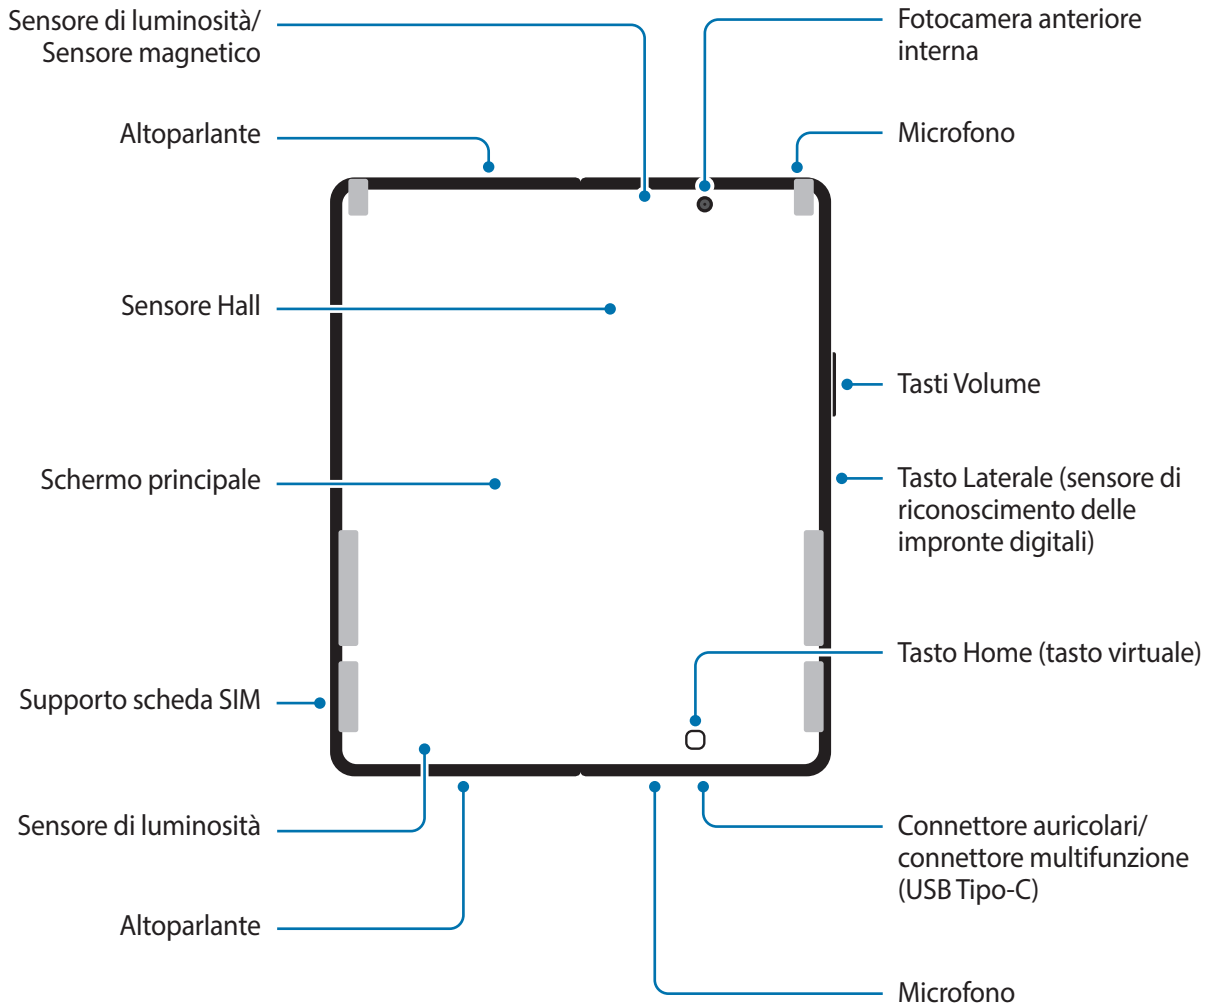 Sensore di luminosità/
Sensore magnetico
Altoparlante
Sensore Hall
Schermo principale
Supporto scheda SIM
Sensore di luminosità
Altoparlante
Fotocamera anteriore
interna
Microfono
Tasti Volume
Tasto Laterale (sensore di
riconoscimento delle
impronte digitali)
Tasto Home (tasto virtuale)
Connettore auricolari/
connettore multifunzione
(USB Tipo-C)
Microfono